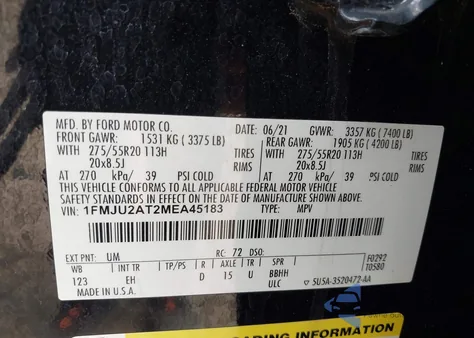 MFD. BY FORD MOTOR CO.
DATE: 06/21 GVWR: 3357 KG (7400 LB)
FRONT GAWR: 1531 KG (3375 LB) REAR GAWR: 1905 KG (4200 LB)
WITH 275/55R20 113H TIRES WITH 275/55R20 113H TIRES
20x8.5J RIMS 20x8.5J RIMS
AT 270 kPa/ 39 PSI COLD AT 270 kPa/ 39 PSI COLD
THIS VEHICLE CONFORMS TO ALL APPLICABLE FEDERAL MOTOR VEHICLE
SAFETY STANDARDS IN EFFECT ON THE DATE OF MANUFACTURE SHOWN ABOVE.
VIN: 1FMJU2AT2MEA45183 TYPE: MPV
EXT PNT: UM RC: 72 DSO:
WB INT TR TP/PS R AXLE TR SPR F0292
123 EH D 15 U BBHH T0580
MADE IN U.S.A. ULC 5U5A-3520472-AA
LOADING INFORMATION